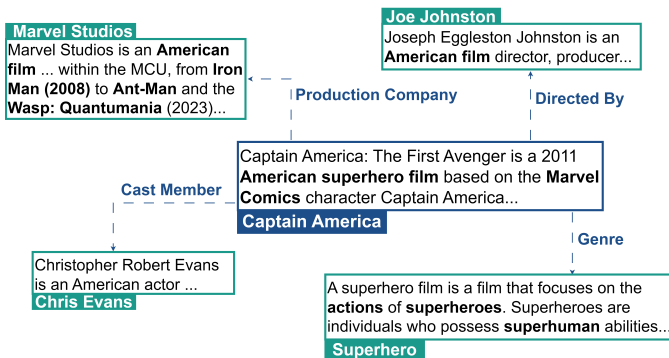 Marvel Studios
Marvel Studios is an American
film ... within the MCU, from Iron
Man (2008) to Ant-Man and the
Wasp: Quantumania (2023)...
Joe Johnston
Joseph Eggleston Johnston is an
American film director, producer...
Production Company
Directed By
Captain America: The First Avenger is a 2011
American superhero film based on the Marvel
Comics character Captain America...
Captain America
Cast Member
Genre
Christopher Robert Evans
is an American actor ...
Chris Evans
A superhero film is a film that focuses on the
actions of superheroes. Superheroes are
individuals who possess superhuman abilities...
Superhero